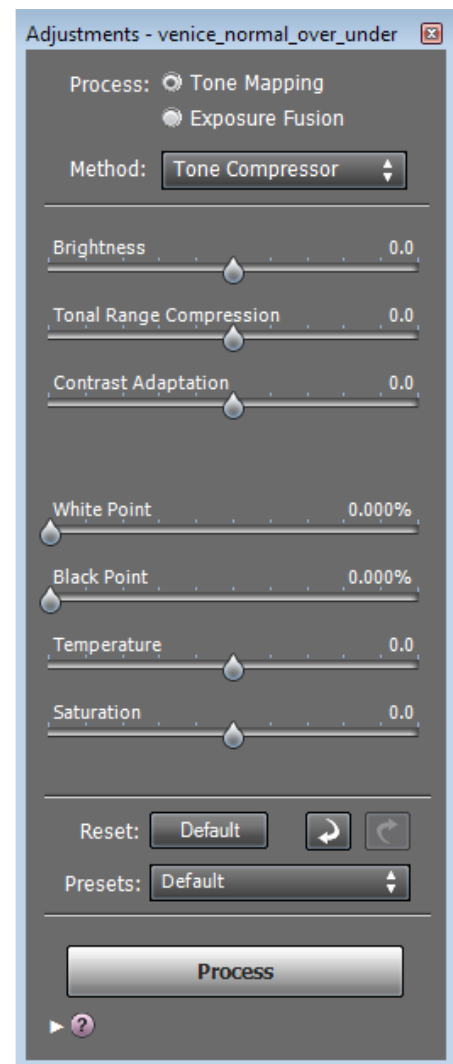 Adjustments - venice_normal_over_under
Process: Tone Mapping
Exposure Fusion
Method: Tone Compressor
Brightness 0.0
Tonal Range Compression 0.0
Contrast Adaptation 0.0
White Point 0.000%
Black Point 0.000%
Temperature 0.0
Saturation 0.0
Reset: Default
Presets: Default
Process
?